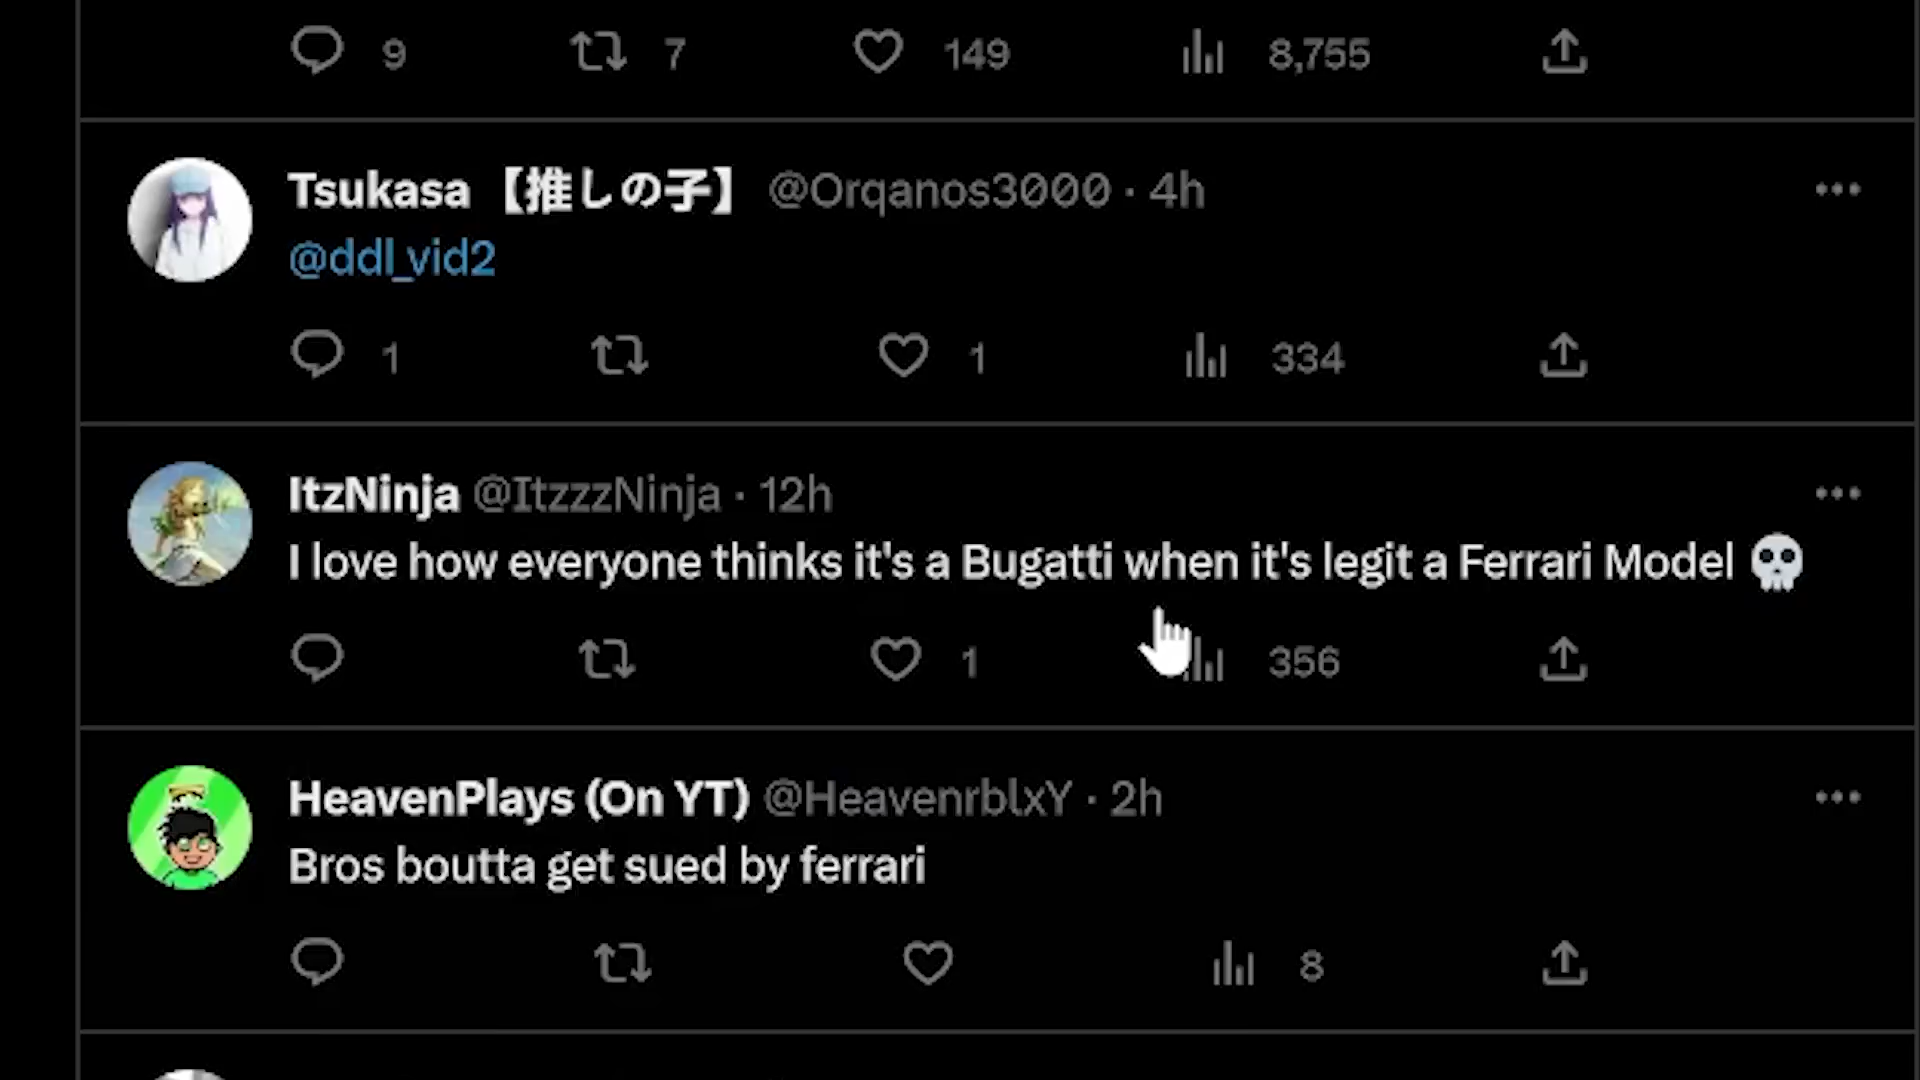 9 7 149 8,755
Tsukasa 【推しの子】 @Orqanos3000 · 4h
@ddl_vid2
1 1 334
ItzNinja @ItzzzNinja · 12h
I love how everyone thinks it's a Bugatti when it's legit a Ferrari Model 💀
1 356
HeavenPlays (On YT) @HeavenrblxY · 2h
Bros boutta get sued by ferrari
8